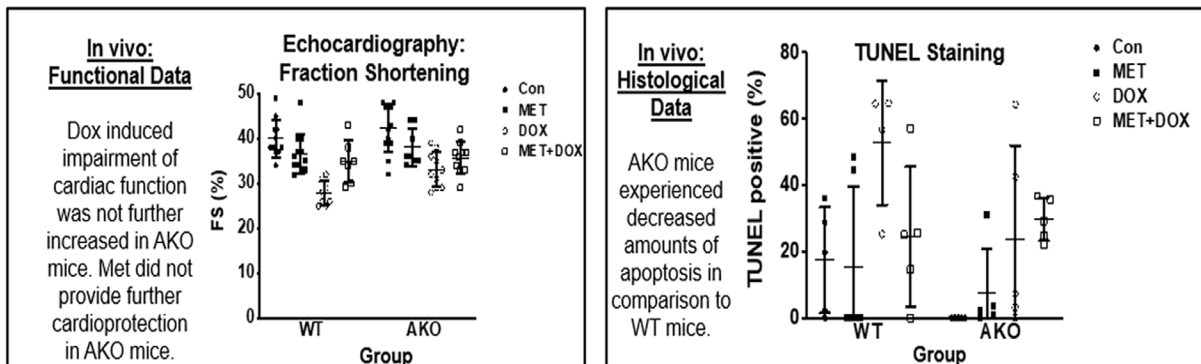 In vivo:
Functional Data
Dox induced
impairment of
cardiac function
was not further
increased in AKO
mice. Met did not
provide further
cardioprotection
in AKO mice.
Echocardiography:
Fraction Shortening
FS (%)
50
40
30
20
10
0
WT
AKO
Group
Con
MET
DOX
MET+DOX
In vivo:
Histological
Data
AKO mice
experienced
decreased
amounts of
apoptosis in
comparison to
WT mice.
TUNEL Staining
TUNEL positive (%)
80
60
40
20
0
WT
AKO
Group
Con
MET
DOX
MET+DOX